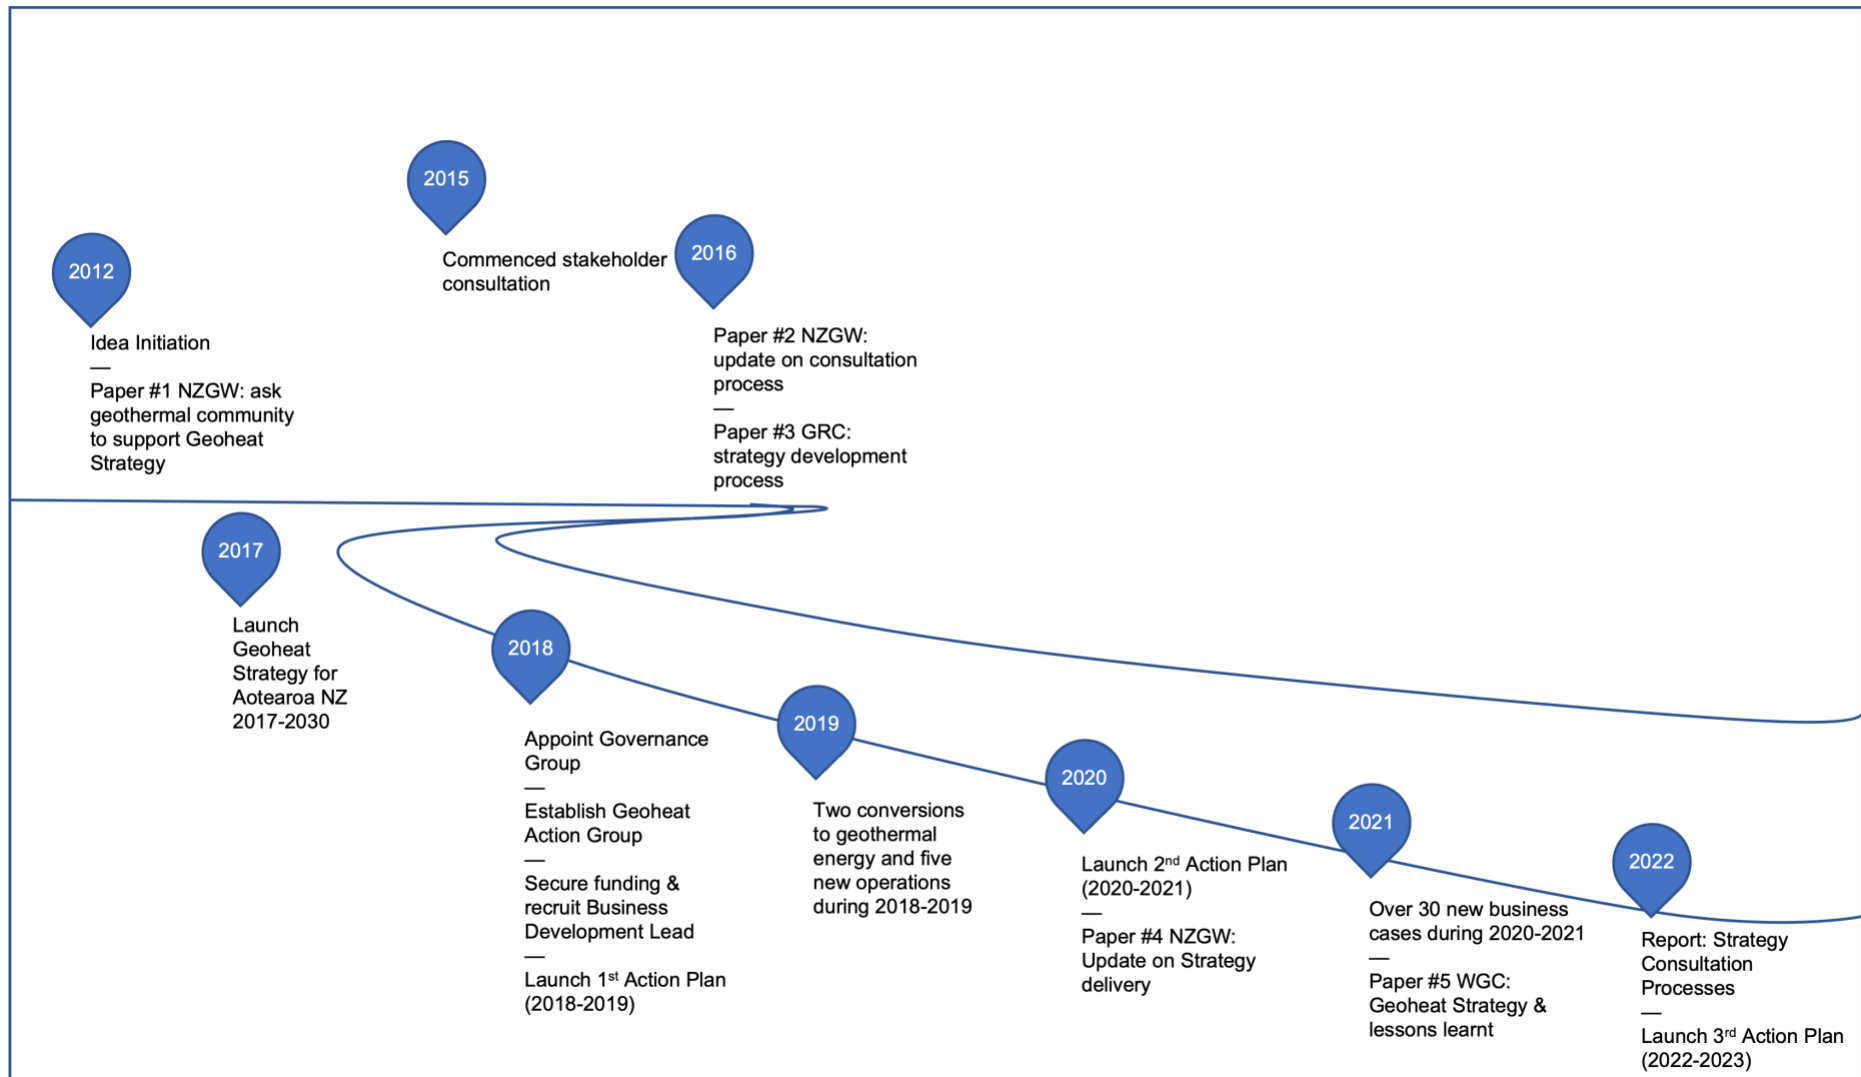 2012
Idea Initiation
—
Paper #1 NZGW: ask
geothermal community
to support Geoheat
Strategy
2015
Commenced stakeholder
consultation
2016
Paper #2 NZGW:
update on consultation
process
—
Paper #3 GRC:
strategy development
process
2017
Launch
Geoheat
Strategy for
Aotearoa NZ
2017-2030
2018
Appoint Governance
Group
—
Establish Geoheat
Action Group
—
Secure funding &
recruit Business
Development Lead
—
Launch 1st Action Plan
(2018-2019)
2019
Two conversions
to geothermal
energy and five
new operations
during 2018-2019
2020
Launch 2nd Action Plan
(2020-2021)
—
Paper #4 NZGW:
Update on Strategy
delivery
2021
Over 30 new business
cases during 2020-2021
—
Paper #5 WGC:
Geoheat Strategy &
lessons learnt
2022
Report: Strategy
Consultation
Processes
—
Launch 3rd Action Plan
(2022-2023)